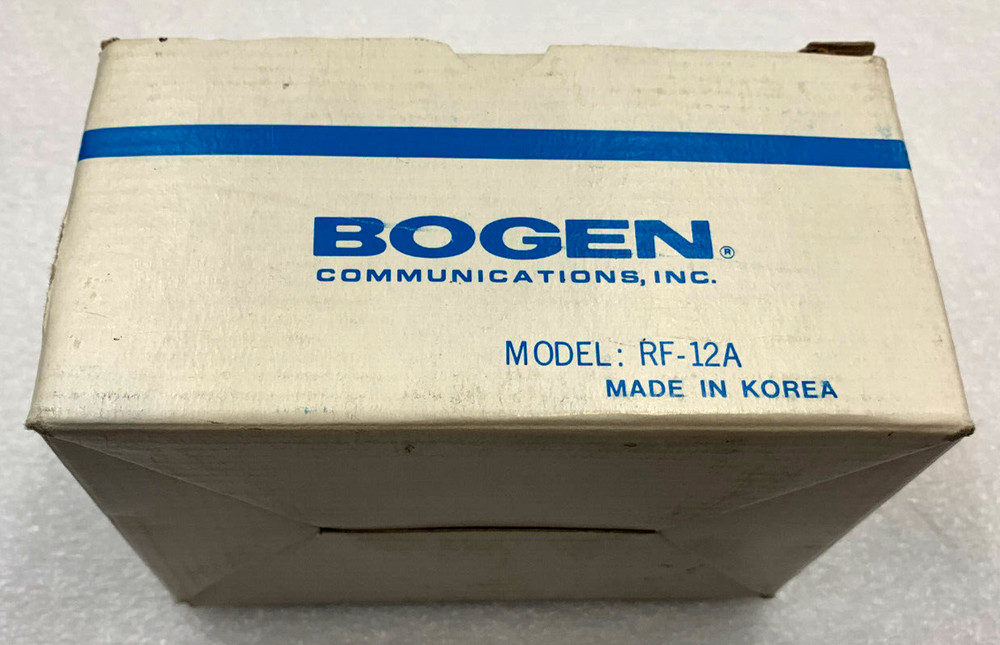 BOGEN®
COMMUNICATIONS, INC.
MODEL: RF-12A
MADE IN KOREA